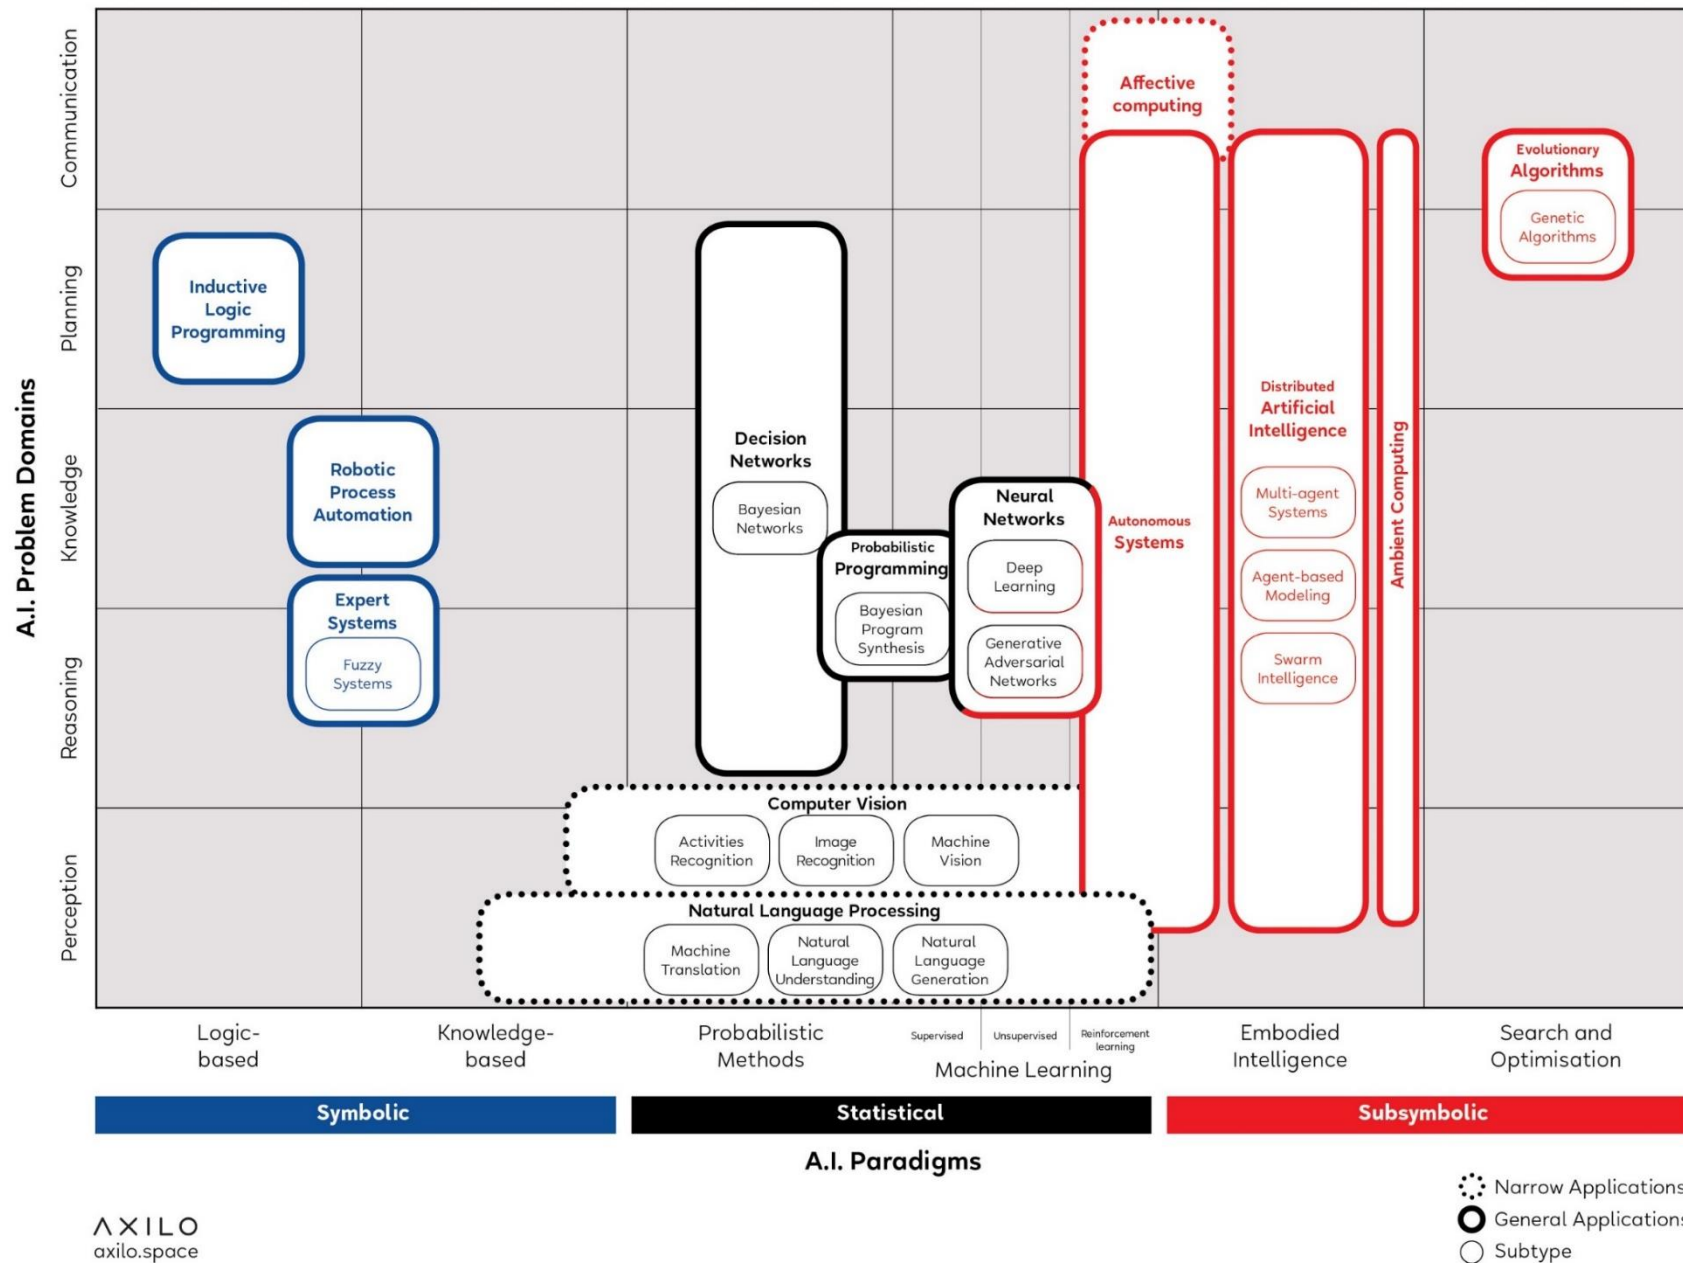 A.I. Problem Domains
Communication
Planning
Knowledge
Reasoning
Perception
Affective
computing
Evolutionary
Algorithms
Genetic
Algorithms
Inductive
Logic
Programming
Robotic
Process
Automation
Expert
Systems
Fuzzy
Systems
Decision
Networks
Bayesian
Networks
Probabilistic
Programming
Bayesian
Program
Synthesis
Neural
Networks
Deep
Learning
Generative
Adversarial
Networks
Autonomous
Systems
Distributed
Artificial
Intelligence
Multi-agent
Systems
Agent-based
Modeling
Swarm
Intelligence
Ambient Computing
Computer Vision
Activities
Recognition
Image
Recognition
Machine
Vision
Natural Language Processing
Machine
Translation
Natural
Language
Understanding
Natural
Language
Generation
Logic-
based
Knowledge-
based
Probabilistic
Methods
Supervised
Unsupervised
Reinforcement
learning
Machine Learning
Embodied
Intelligence
Search and
Optimisation
Symbolic
Statistical
Subsymbolic
A.I. Paradigms
Narrow Applications
General Applications
Subtype
AXILO
axilo.space